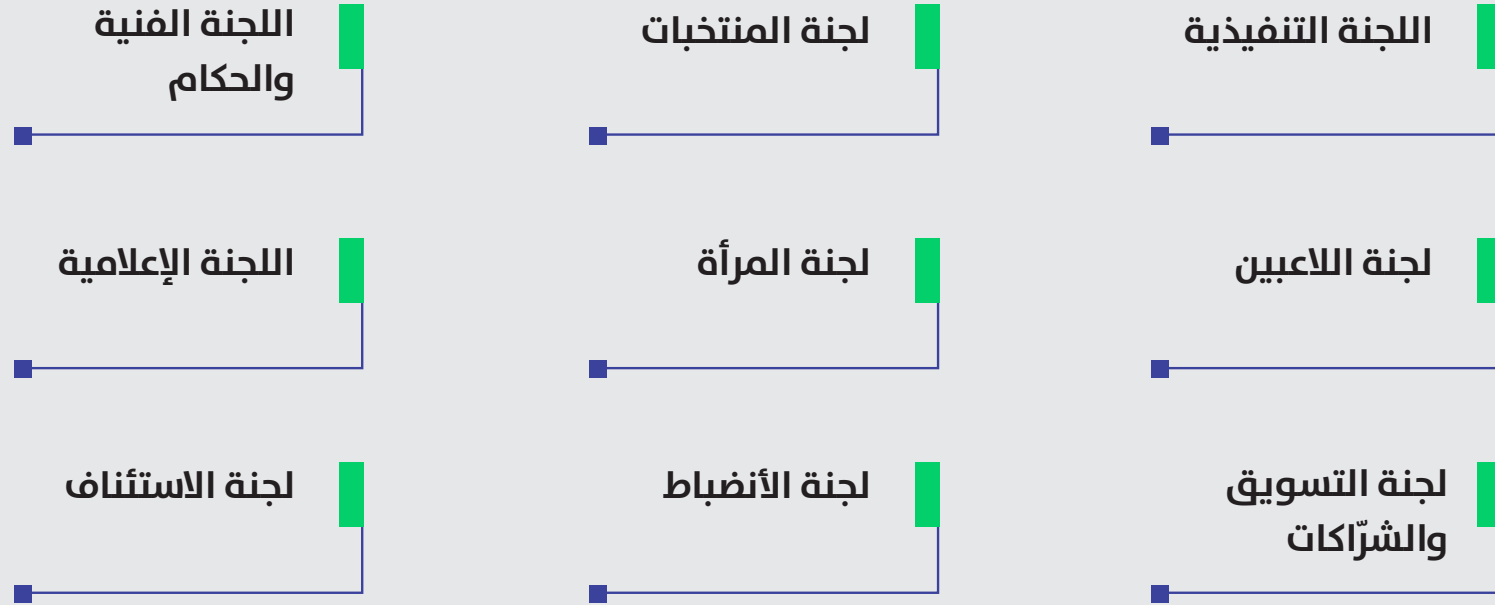 اللجنة التنفيذية
لجنة المنتخبات
اللجنة الفنية
والحكام
لجنة اللاعبين
لجنة المرأة
اللجنة الإعلامية
لجنة التسويق
والشرّاكات
لجنة الأنضباط
لجنة الاستئناف